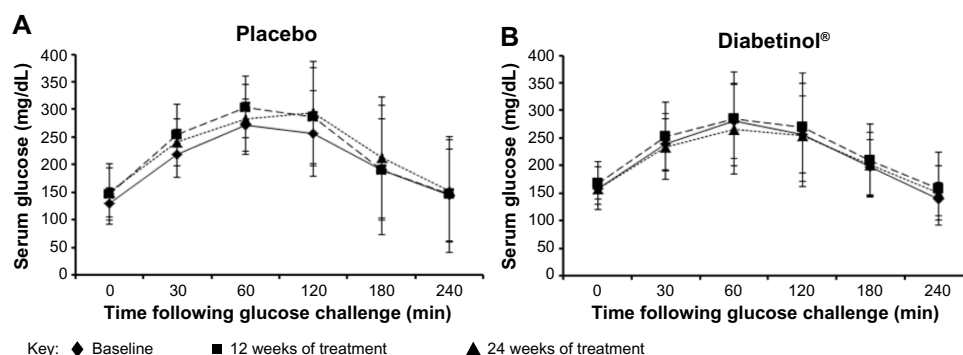 A
Placebo
Serum glucose (mg/dL)
400
350
300
250
200
150
100
50
0
0 30 60 120 180 240
Time following glucose challenge (min)
B
Diabetinol®
Serum glucose (mg/dL)
400
350
300
250
200
150
100
50
0
0 30 60 120 180 240
Time following glucose challenge (min)
Key: Baseline 12 weeks of treatment 24 weeks of treatment